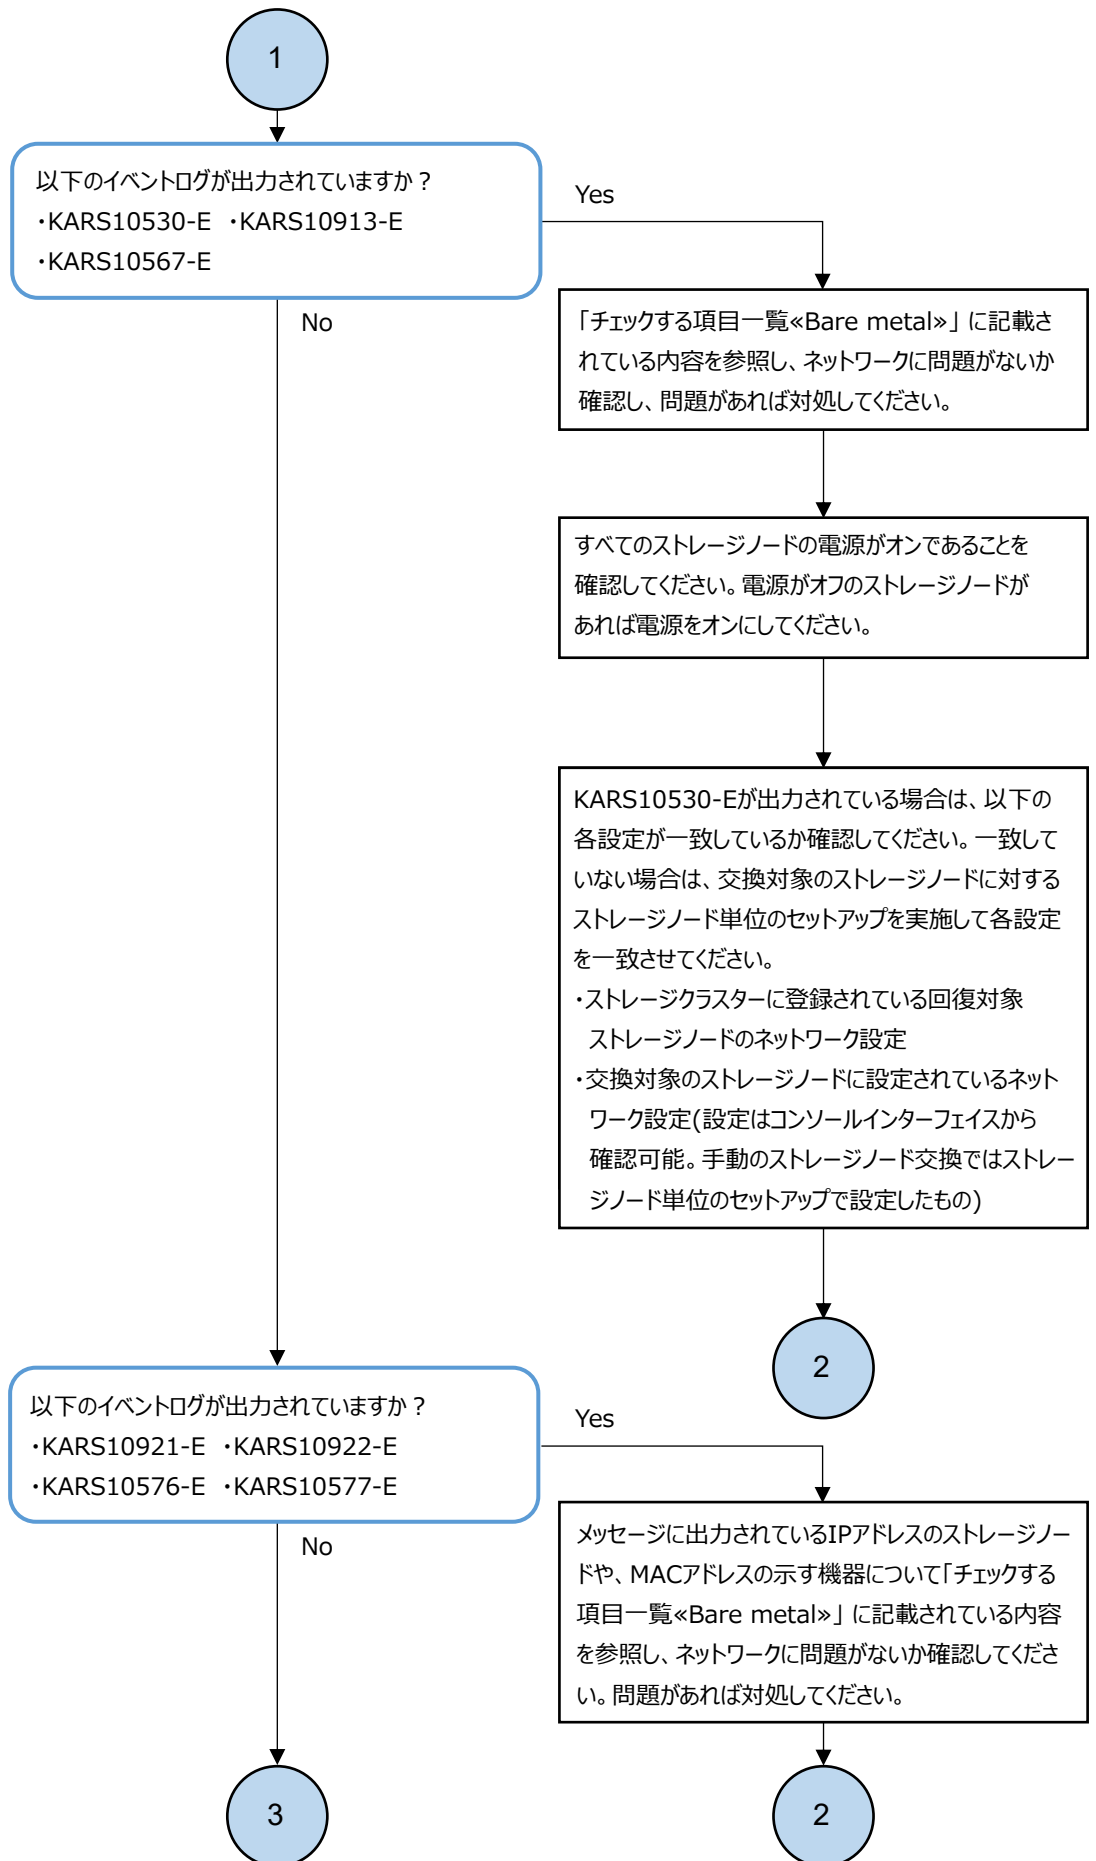 1
以下のイベントログが出力されていますか？
・KARS10530-E ・KARS10913-E
・KARS10567-E
Yes
No
「チェックする項目一覧«Bare metal»」に記載さ
れている内容を参照し、ネットワークに問題がないか
確認し、問題があれば対処してください。
すべてのストレージノードの電源がオンであることを
確認してください。電源がオフのストレージノードが
あれば電源をオンにしてください。
KARS10530-Eが出力されている場合は、以下の
各設定が一致しているか確認してください。一致して
いない場合は、交換対象のストレージノードに対する
ストレージノード単位のセットアップを実施して各設定
を一致させてください。
・ストレージクラスターに登録されている回復対象
ストレージノードのネットワーク設定
・交換対象のストレージノードに設定されているネット
ワーク設定(設定はコンソールインターフェイスから
確認可能。手動のストレージノード交換ではストレー
ジノード単位のセットアップで設定したもの)
2
以下のイベントログが出力されていますか？
・KARS10921-E ・KARS10922-E
・KARS10576-E ・KARS10577-E
Yes
No
メッセージに出力されているIPアドレスのストレージノー
ドや、MACアドレスの示す機器について「チェックする
項目一覧«Bare metal»」に記載されている内容
を参照し、ネットワークに問題がないか確認してくださ
い。問題があれば対処してください。
3
2